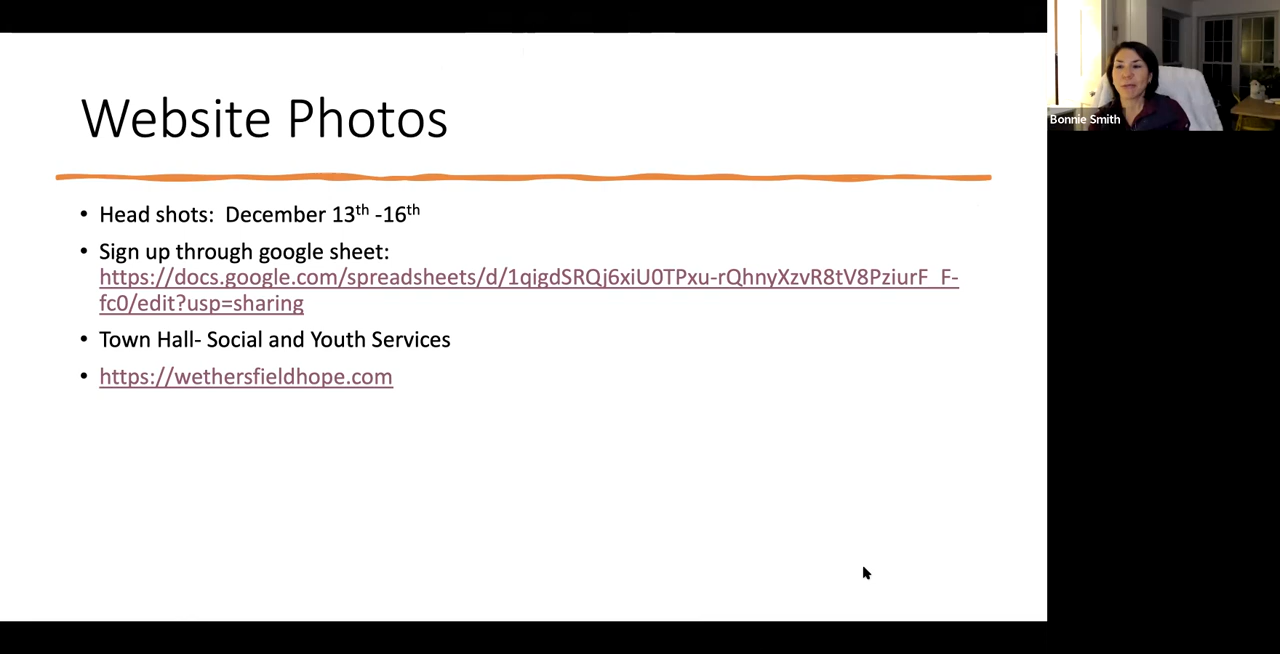 Website Photos
Bonnie Smith
• Head shots:  December 13th -16th
• Sign up through google sheet:
https://docs.google.com/spreadsheets/d/1qigdSRQj6xiU0TPxu-rQhnyXzvR8tV8PziurF_F-
fc0/edit?usp=sharing
• Town Hall- Social and Youth Services
• https://wethersfieldhope.com